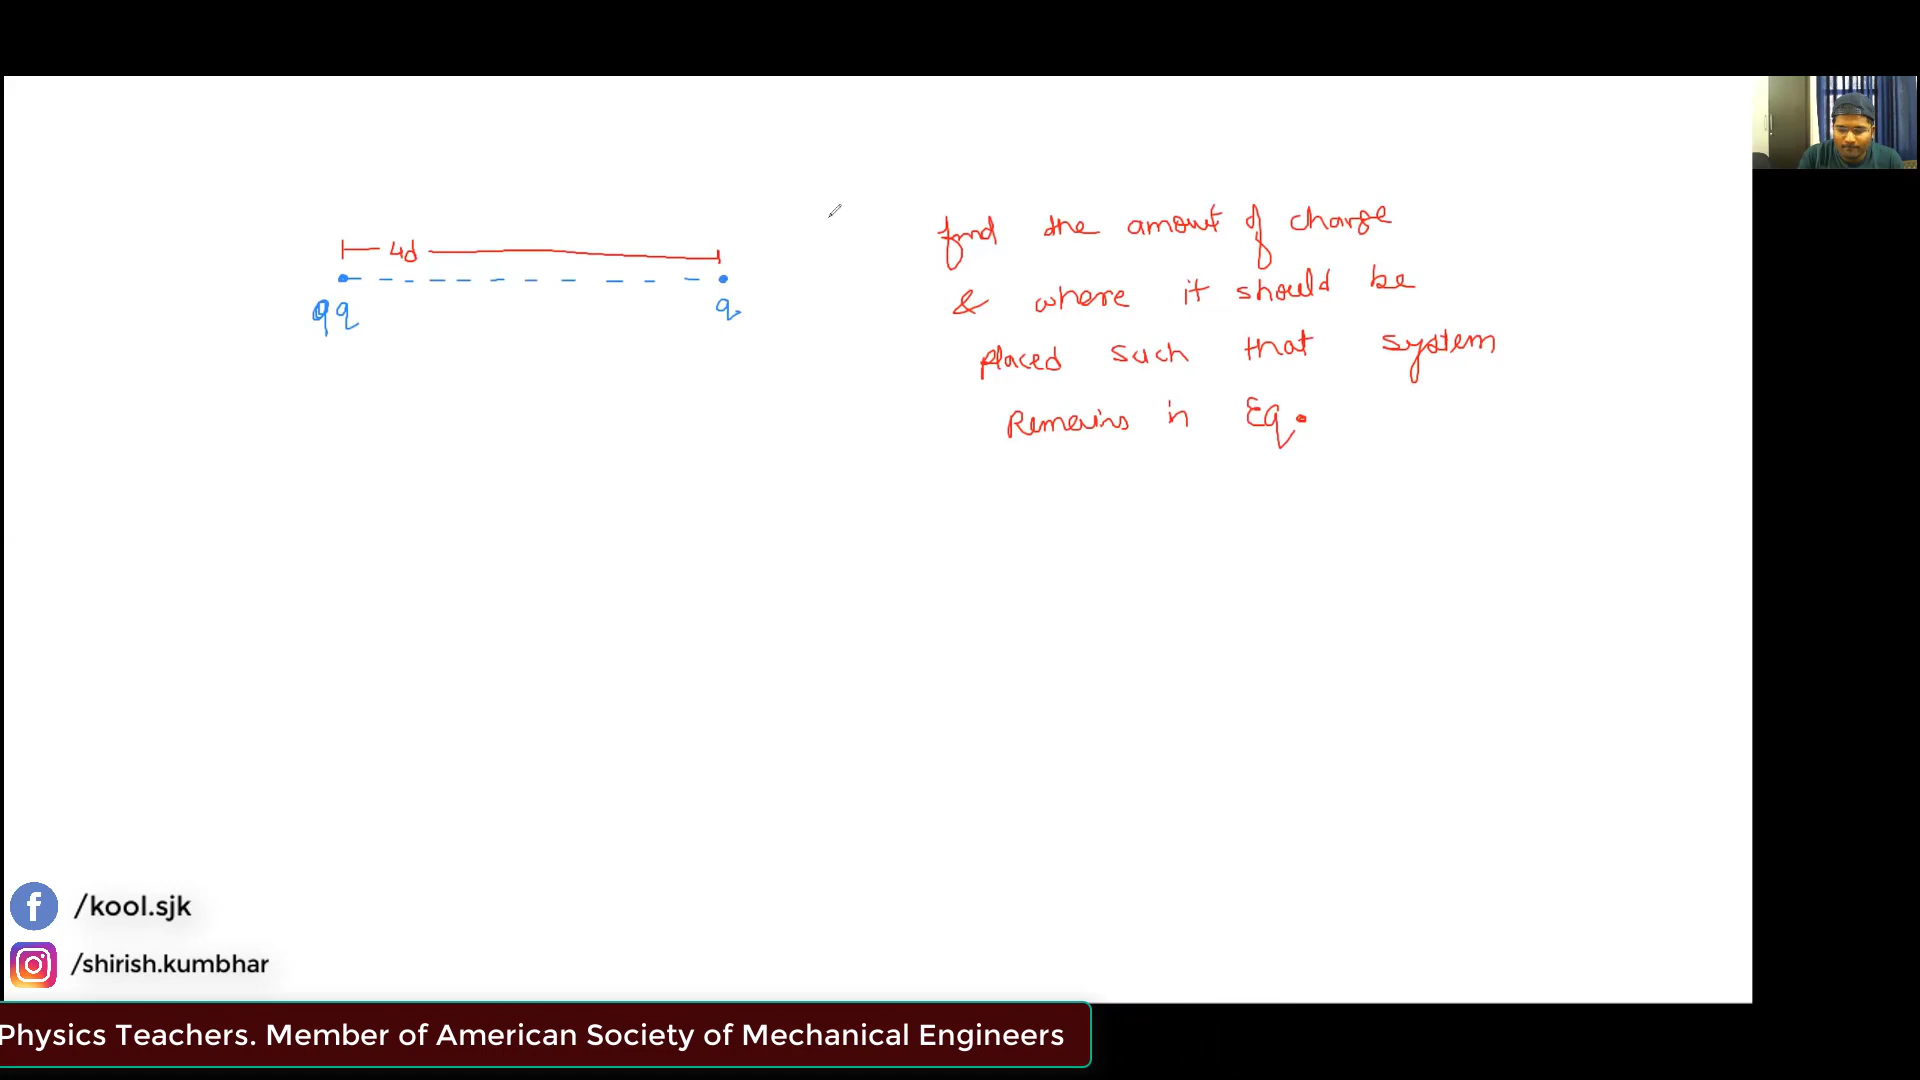 4d
9q
q
find the amount of charge
& where it should be
placed such that system
Remains in Eq.
/kool.sjk
/shirish.kumbhar
Physics Teachers. Member of American Society of Mechanical Engineers